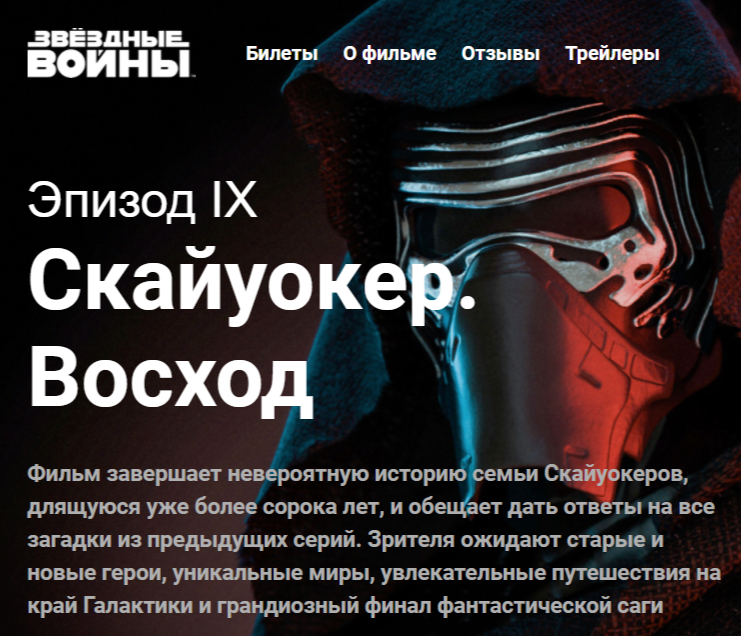 ЗВЁЗДНЫЕ
ВОЙНЫ
Билеты О фильме Отзывы Трейлеры
Эпизод IX
Скайуокер.
Восход
Фильм завершает невероятную историю семьи Скайуокеров,
длящуюся уже более сорока лет, и обещает дать ответы на все
загадки из предыдущих серий. Зрителя ожидают старые и
новые герои, уникальные миры, увлекательные путешествия на
край Галактики и грандиозный финал фантастической саги